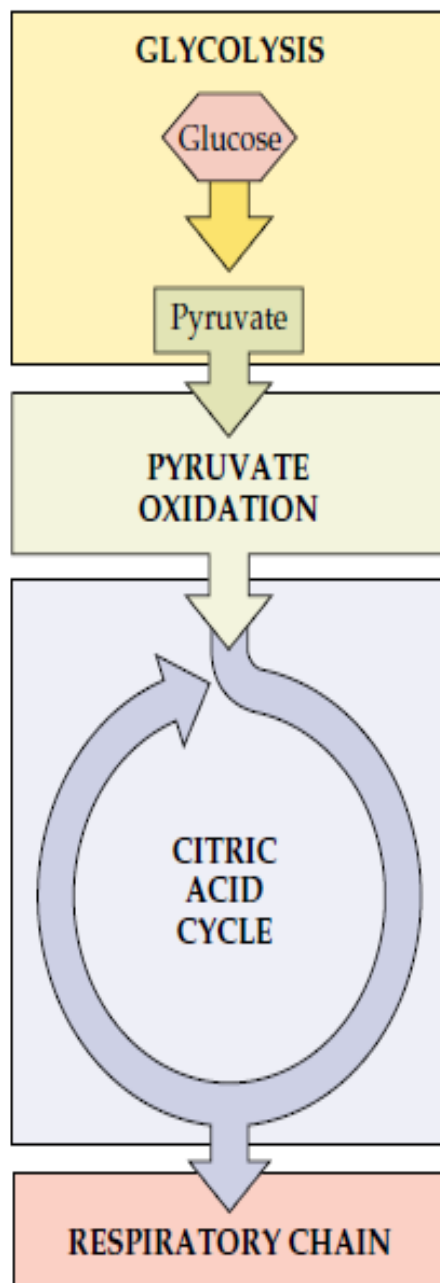 GLYCOLYSIS
Glucose
Pyruvate
PYRUVATE
OXIDATION
CITRIC
ACID
CYCLE
RESPIRATORY CHAIN